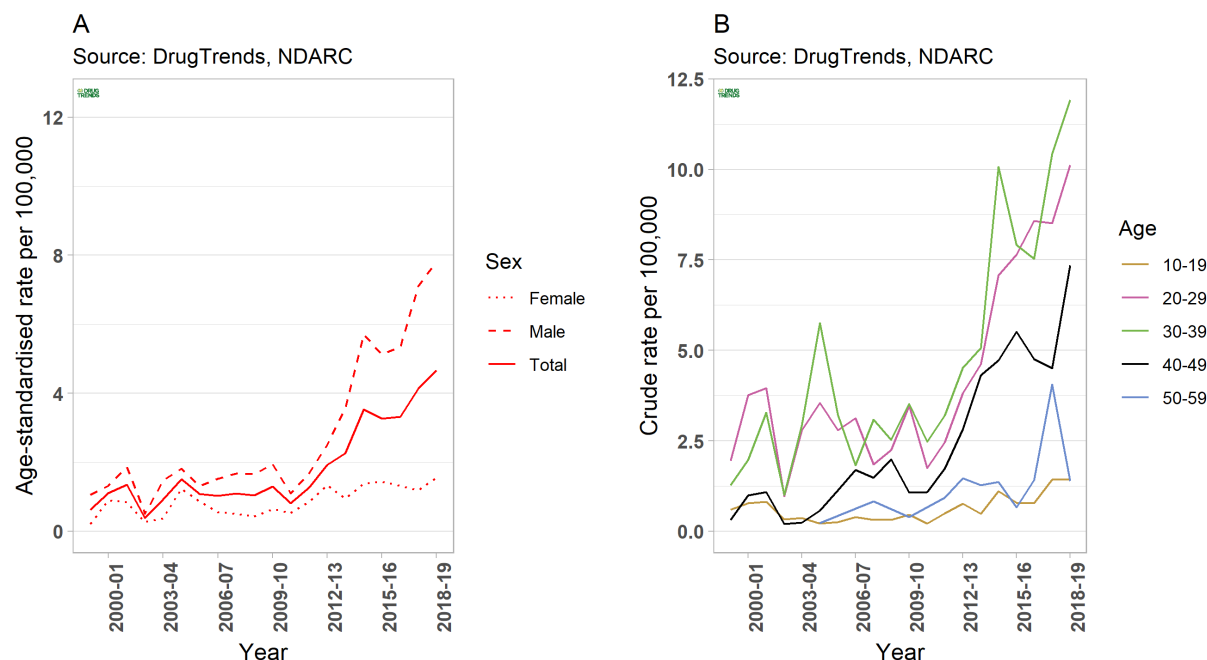 A
Source: DrugTrends, NDARC
DRUG
TRENDS
Age-standardised rate per 100,000
12
8
4
0
2000-01
2003-04
2006-07
2009-10
2012-13
2015-16
2018-19
Year
Sex
Female
Male
Total
B
Source: DrugTrends, NDARC
DRUG
TRENDS
Crude rate per 100,000
12.5
10.0
7.5
5.0
2.5
0.0
2000-01
2003-04
2006-07
2009-10
2012-13
2015-16
2018-19
Year
Age
10-19
20-29
30-39
40-49
50-59